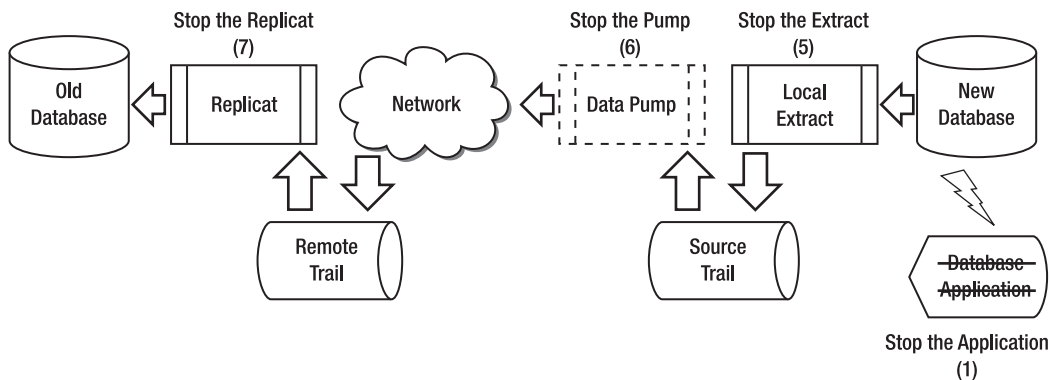 Stop the Replicat
(7)
Stop the Pump
(6)
Stop the Extract
(5)
Old
Database
Replicat
Network
Data Pump
Local
Extract
New
Database
Remote
Trail
Source
Trail
Database
Application
Stop the Application
(1)